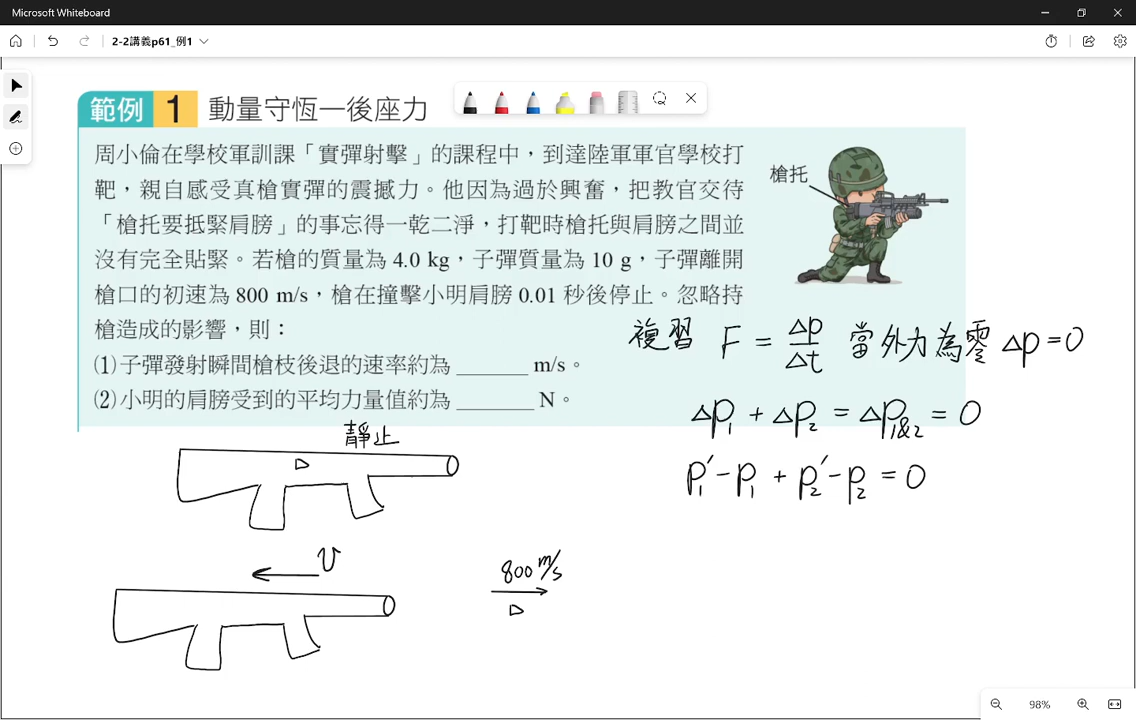 Microsoft Whiteboard
2-2講義p61_例1
範例 1 動量守恆—後座力
周小倫在學校軍訓課「實彈射擊」的課程中，到達陸軍軍官學校打
靶，親自感受真槍實彈的震撼力。他因為過於興奮，把教官交待
「槍托要抵緊肩膀」的事忘得一乾二淨，打靶時槍托與肩膀之間並
沒有完全貼緊。若槍的質量為 4.0 kg，子彈質量為 10 g，子彈離開
槍口的初速為 800 m/s，槍在撞擊小明肩膀 0.01 秒後停止。忽略持
槍造成的影響，則：
⑴子彈發射瞬間槍枝後退的速率約為 ______ m/s。
⑵小明的肩膀受到的平均力量值約為 ______ N。
槍托
複習 F = Δp/Δt 當外力為零 Δp=0
Δp₁ + Δp₂ = Δp₁&₂ = 0
p₁′ − p₁ + p₂′ − p₂ = 0
靜止
v
800 m/s
98%